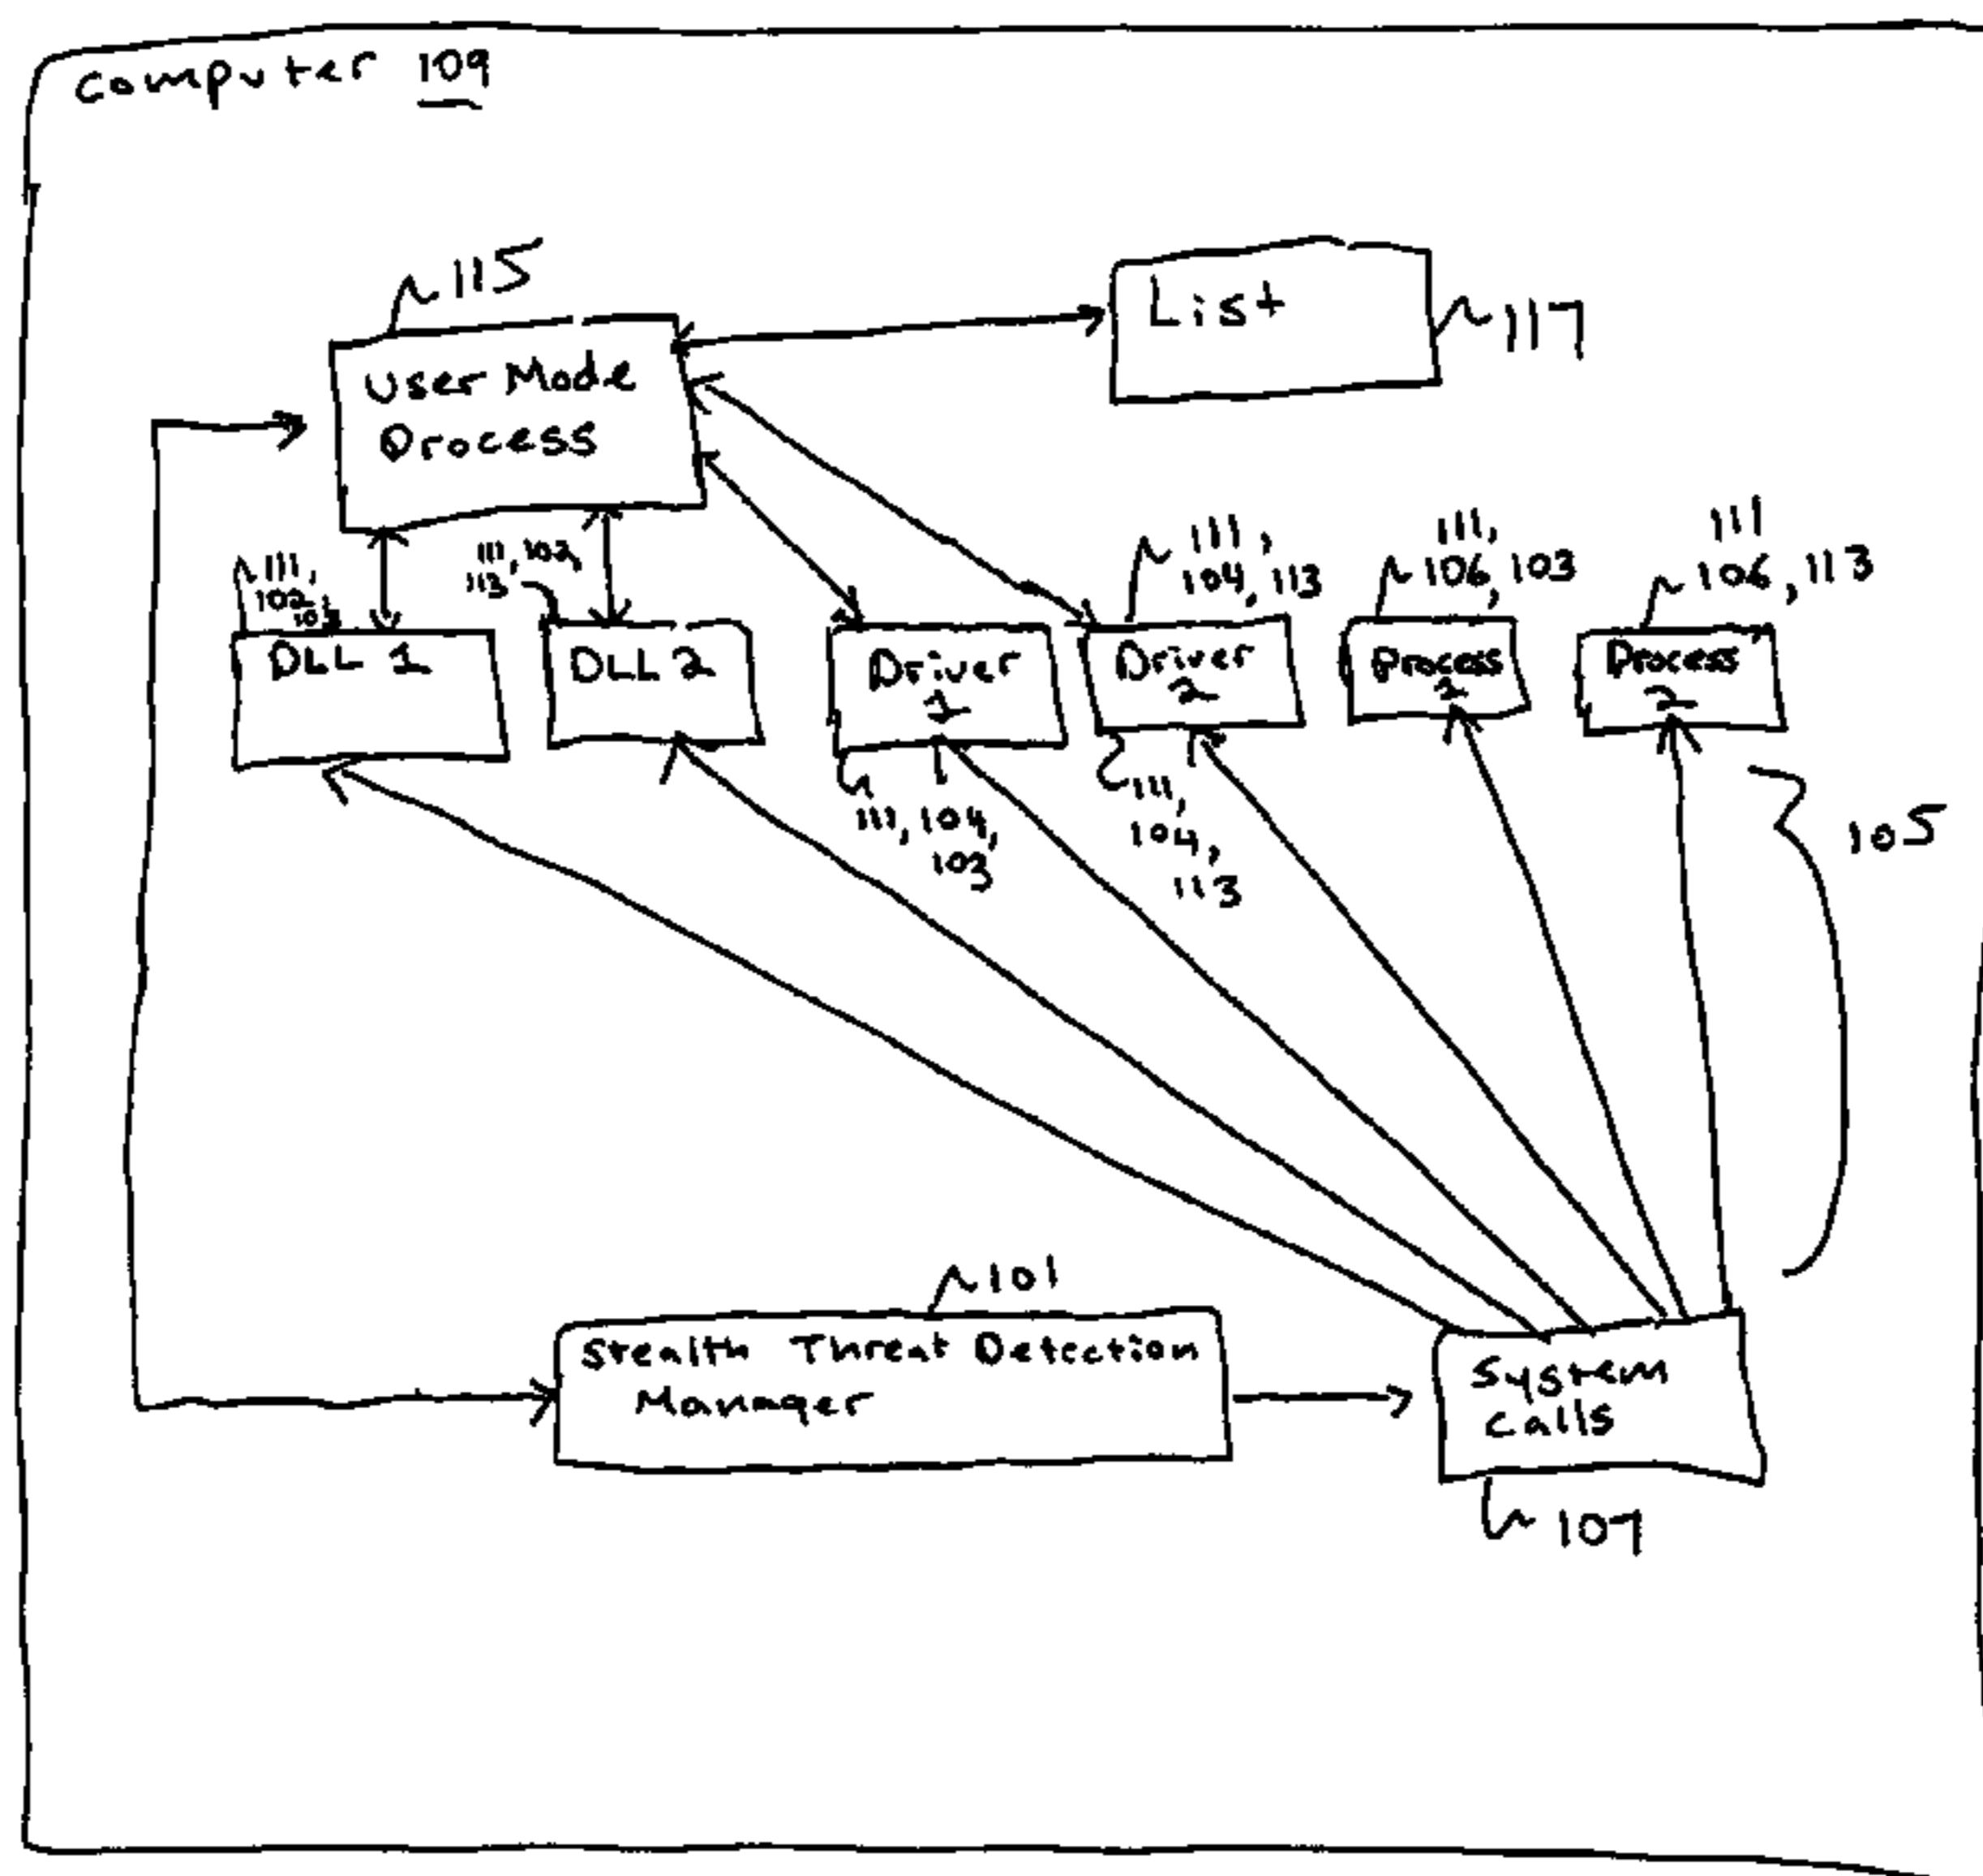 Computer 109
115
List
117
User Mode
Process
111,
102,
103
111, 102,
113
111,
104, 113
111,
106, 103
111
106, 113
DLL 1
DLL 2
Driver
1
Driver
2
Process
1
Process
2
111, 104,
103
111,
104,
113
105
101
Stealth Threat Detection
Manager
System
Calls
107